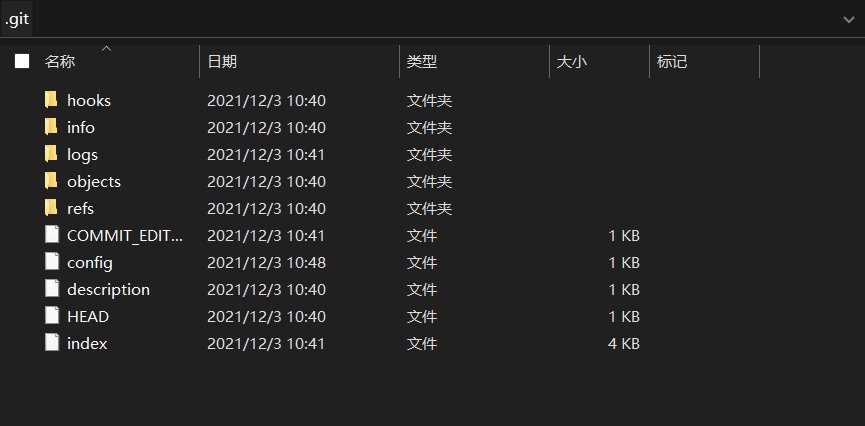 .git
名称 日期 类型 大小 标记
hooks 2021/12/3 10:40 文件夹
info 2021/12/3 10:40 文件夹
logs 2021/12/3 10:41 文件夹
objects 2021/12/3 10:40 文件夹
refs 2021/12/3 10:40 文件夹
COMMIT_EDIT... 2021/12/3 10:41 文件 1 KB
config 2021/12/3 10:48 文件 1 KB
description 2021/12/3 10:40 文件 1 KB
HEAD 2021/12/3 10:40 文件 1 KB
index 2021/12/3 10:41 文件 4 KB